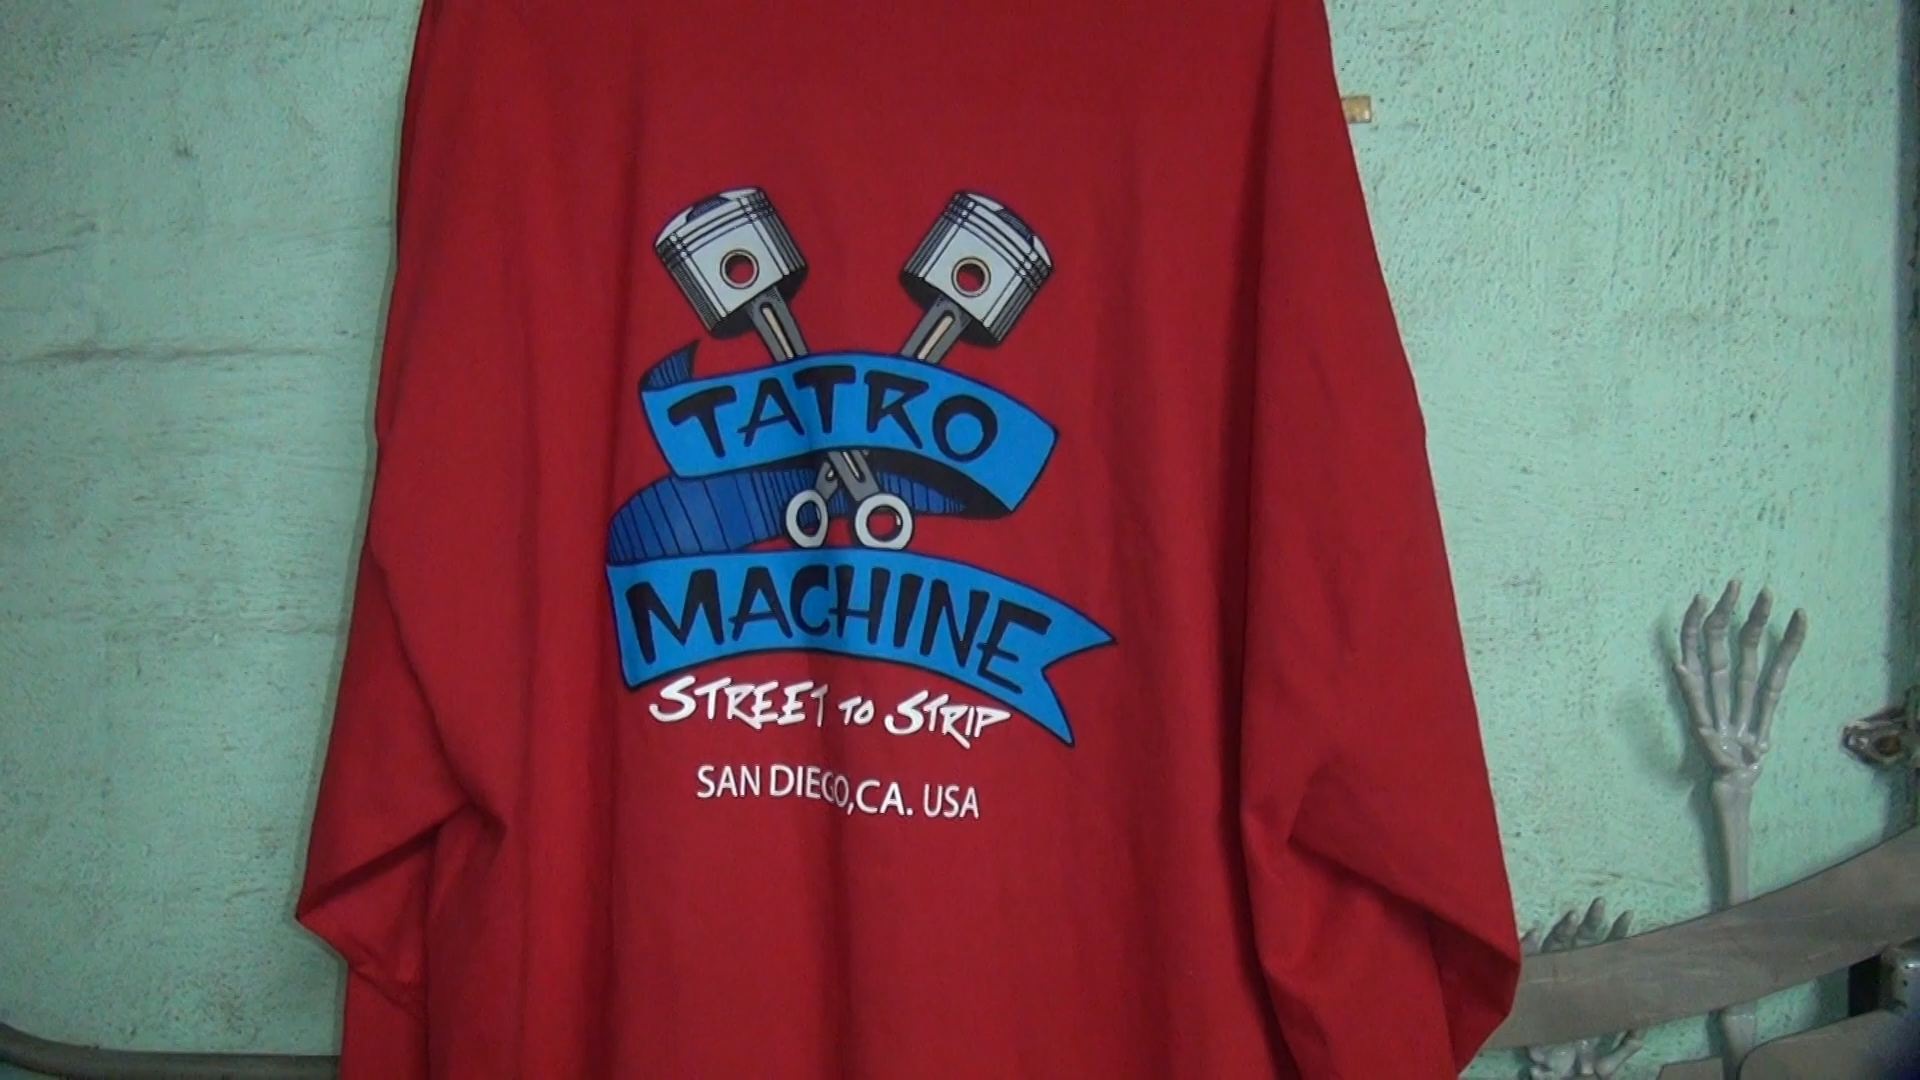 TATRO
MACHINE
STREET TO STRIP
SAN DIEGO,CA. USA